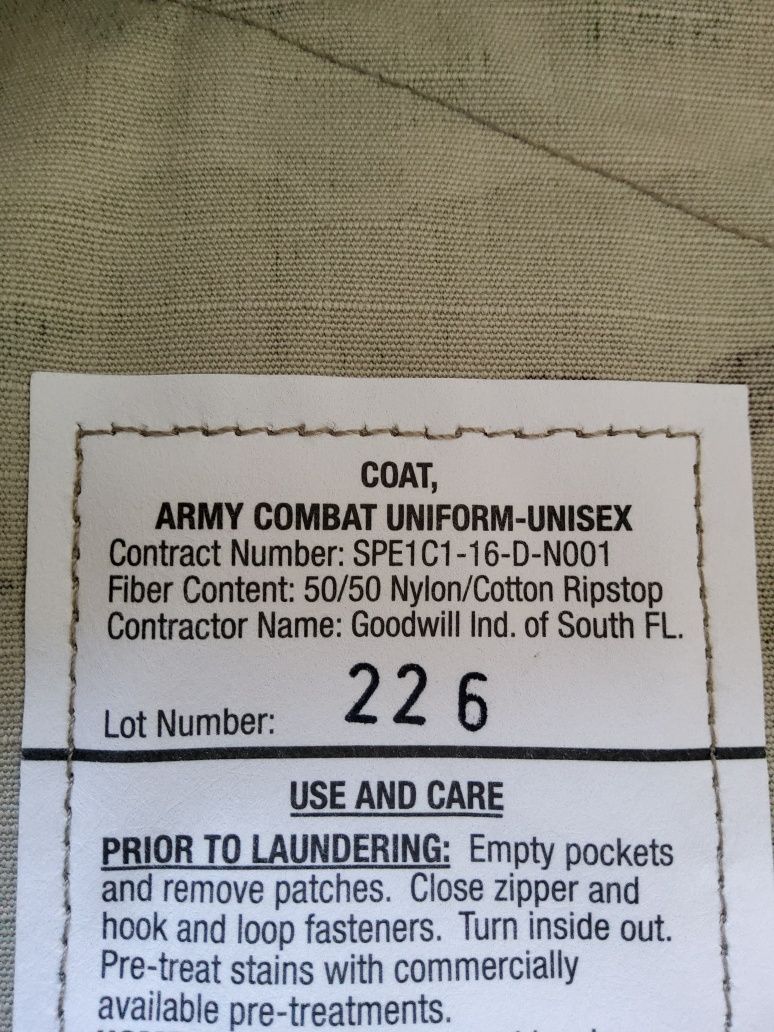 COAT,
ARMY COMBAT UNIFORM-UNISEX
Contract Number: SPE1C1-16-D-N001
Fiber Content: 50/50 Nylon/Cotton Ripstop
Contractor Name: Goodwill Ind. of South FL.
Lot Number: 226
USE AND CARE
PRIOR TO LAUNDERING: Empty pockets
and remove patches. Close zipper and
hook and loop fasteners. Turn inside out.
Pre-treat stains with commercially
available pre-treatments.